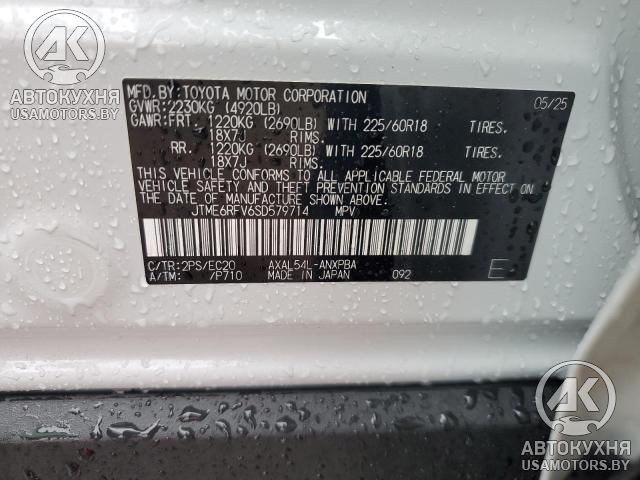 AK
АВТОКУХНЯ
USAMOTORS.BY
MFD.BY:TOYOTA MOTOR CORPORATION 05/25
GVWR:2230KG (4920LB)
GAWR:FRT. 1220KG (2690LB) WITH 225/60R18 TIRES.
18X7J RIMS.
RR. 1220KG (2690LB) WITH 225/60R18 TIRES.
18X7J RIMS.
THIS VEHICLE CONFORMS TO ALL APPLICABLE FEDERAL MOTOR
VEHICLE SAFETY AND THEFT PREVENTION STANDARDS IN EFFECT ON
THE DATE OF MANUFACTURE SHOWN ABOVE.
JTME6RFV6SD579714 MPV
C/TR:2PS/EC20 AXAL54L-ANXPBA
A/TM: /P710 MADE IN JAPAN 092 E
AK
АВТОКУХНЯ
USAMOTORS.BY